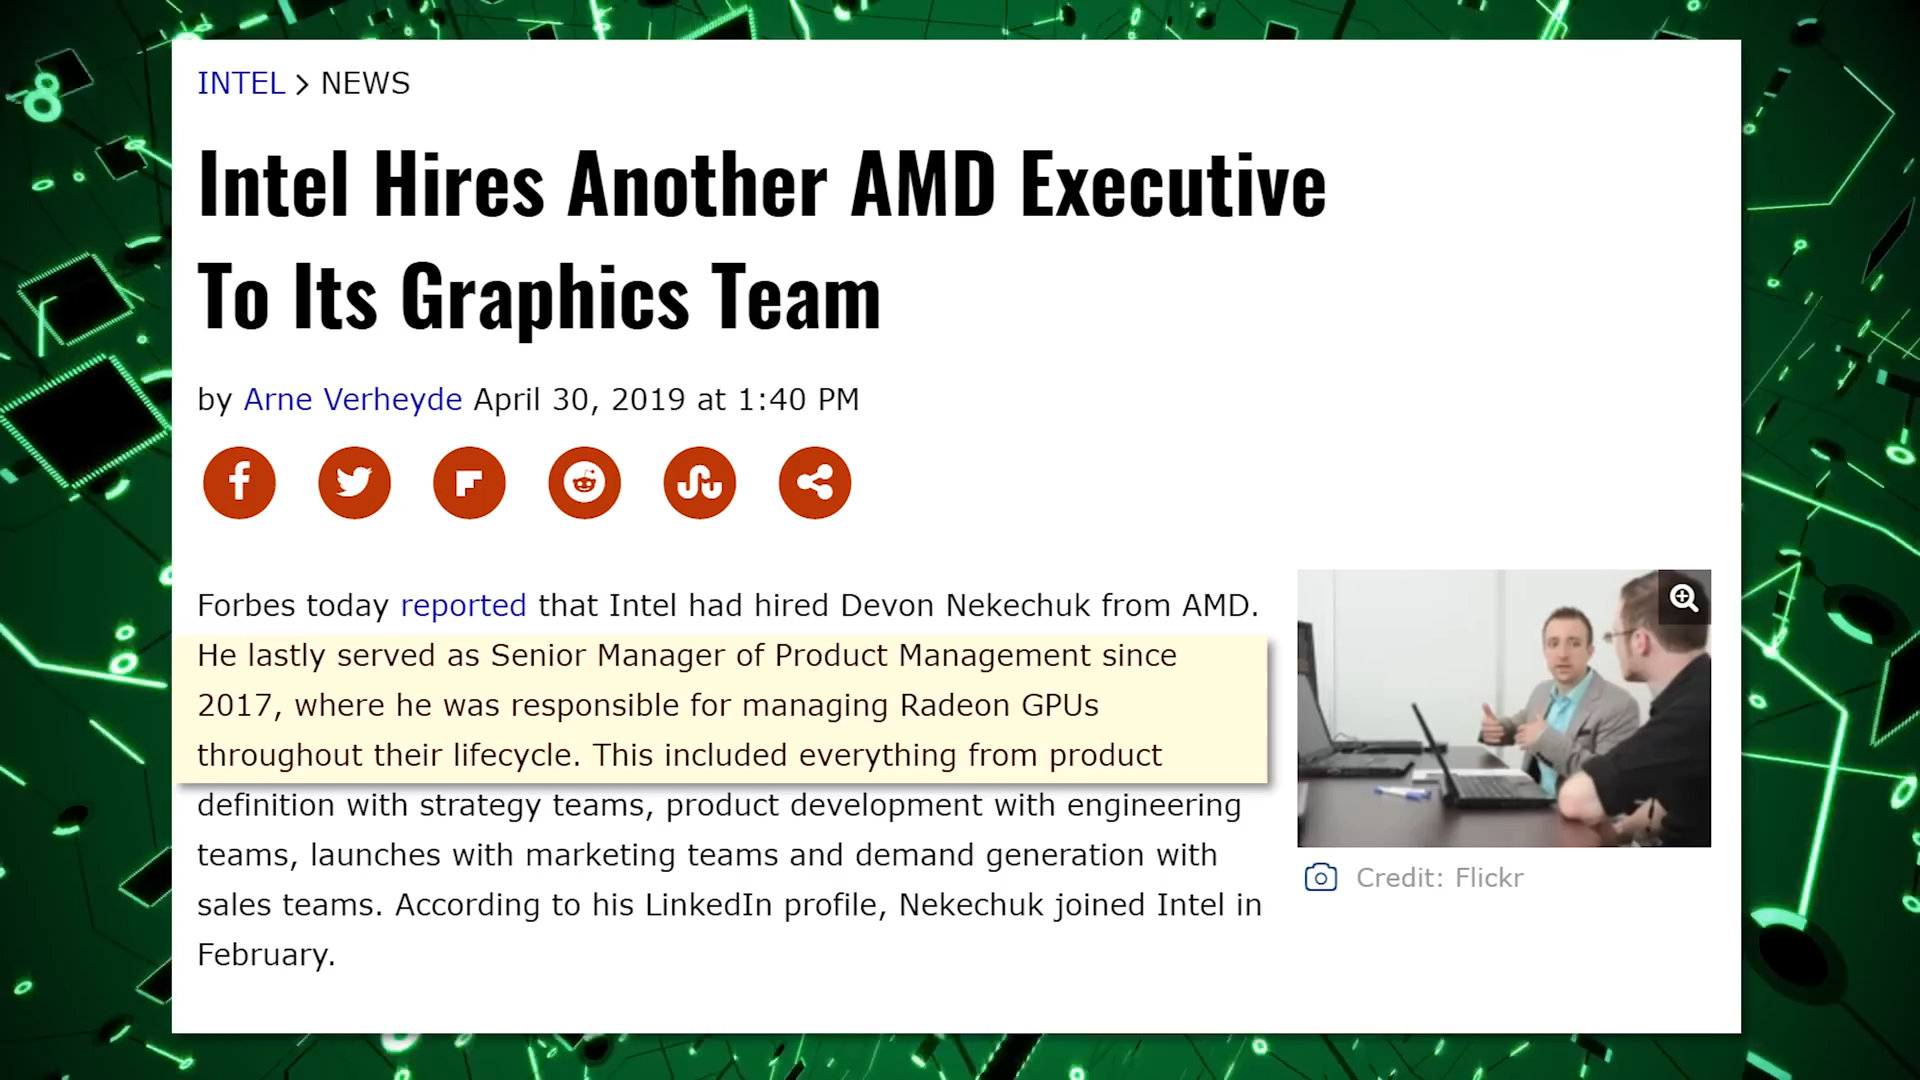 INTEL > NEWS
Intel Hires Another AMD Executive
To Its Graphics Team
by Arne Verheyde April 30, 2019 at 1:40 PM
Forbes today reported that Intel had hired Devon Nekechuk from AMD.
He lastly served as Senior Manager of Product Management since
2017, where he was responsible for managing Radeon GPUs
throughout their lifecycle. This included everything from product
definition with strategy teams, product development with engineering
teams, launches with marketing teams and demand generation with
sales teams. According to his LinkedIn profile, Nekechuk joined Intel in
February.
Credit: Flickr